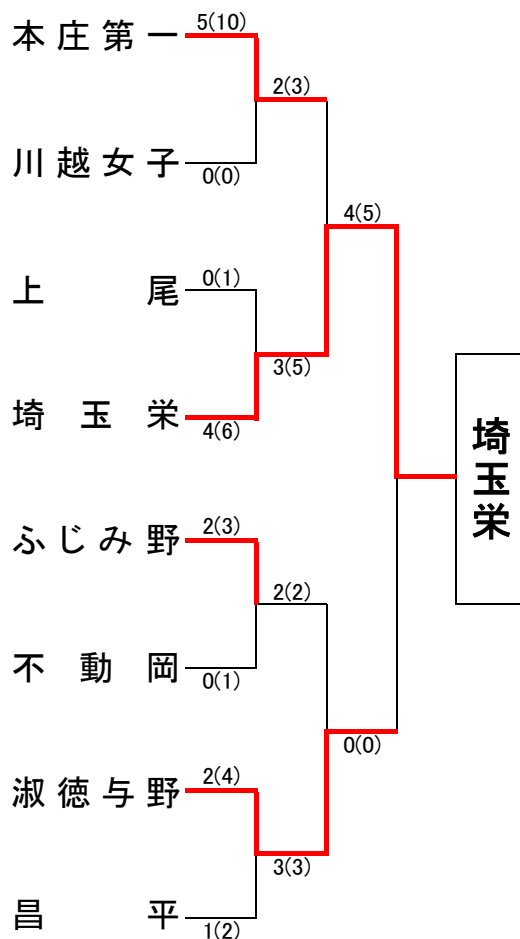 本庄第一
5(10)
2(3)
川越女子
0(0)
4(5)
上尾
0(1)
3(5)
埼玉栄
4(6)
埼玉栄
ふじみ野
2(3)
2(2)
不動岡
0(1)
0(0)
淑徳与野
2(4)
3(3)
昌平
1(2)